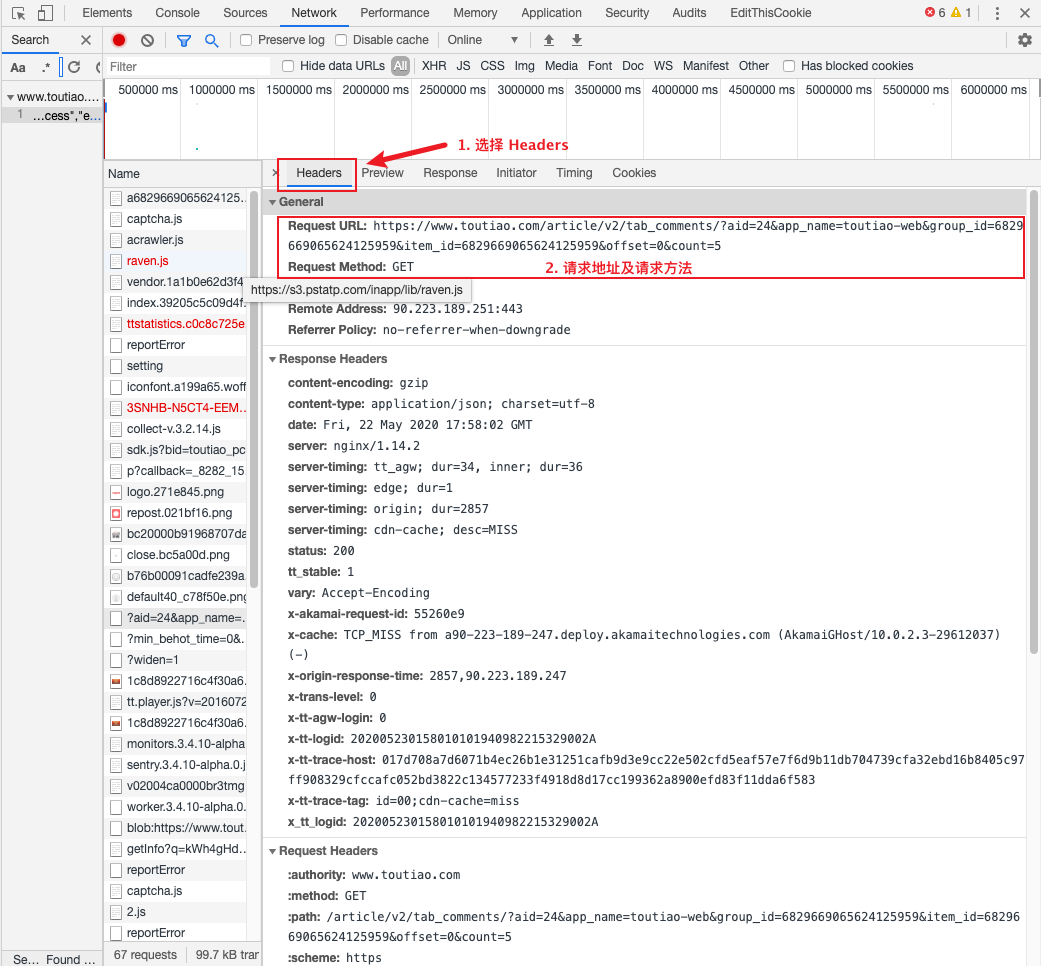 Elements Console Sources Network Performance Memory Application Security Audits EditThisCookie 6 1
Search Preserve log Disable cache Online
Aa .* Filter Hide data URLs All XHR JS CSS Img Media Font Doc WS Manifest Other Has blocked cookies
500000 ms 1000000 ms 1500000 ms 2000000 ms 2500000 ms 3000000 ms 3500000 ms 4000000 ms 4500000 ms 5000000 ms 5500000 ms 6000000 ms
www.toutiao....
1 ...cess","e...
1. 选择 Headers
Name
Headers Preview Response Initiator Timing Cookies
a6829669065624125...
captcha.js
acrawler.js
raven.js
vendor.1a1b0e62d3f4
index.39205c5c09d4f.
ttstatistics.c0c8c725e
reportError
setting
iconfont.a199a65.woff
3SNHB-N5CT4-EEM...
collect-v.3.2.14.js
sdk.js?bid=toutiao_pc
p?callback=_8282_15.
logo.271e845.png
repost.021bf16.png
bc20000b91968707da
close.bc5a00d.png
b76b00091cadfe239a.
default40_c78f50e.png
?aid=24&app_name=..
?min_behot_time=0&.
?widen=1
1c8d8922716c4f30a6.
tt.player.js?v=2016072
1c8d8922716c4f30a6.
monitors.3.4.10-alpha
sentry.3.4.10-alpha.0.j
v02004ca0000br3tmg
worker.3.4.10-alpha.0.
blob:https://www.tout..
getInfo?q=kWh4gHd...
reportError
captcha.js
2.js
reportError
67 requests 99.7 kB tran
Se... Found ...
General
Request URL: https://www.toutiao.com/article/v2/tab_comments/?aid=24&app_name=toutiao-web&group_id=6829
669065624125959&item_id=6829669065624125959&offset=0&count=5
Request Method: GET
2. 请求地址及请求方法
https://s3.pstatp.com/inapp/lib/raven.js
Remote Address: 90.223.189.251:443
Referrer Policy: no-referrer-when-downgrade
Response Headers
content-encoding: gzip
content-type: application/json; charset=utf-8
date: Fri, 22 May 2020 17:58:02 GMT
server: nginx/1.14.2
server-timing: tt_agw; dur=34, inner; dur=36
server-timing: edge; dur=1
server-timing: origin; dur=2857
server-timing: cdn-cache; desc=MISS
status: 200
tt_stable: 1
vary: Accept-Encoding
x-akamai-request-id: 55260e9
x-cache: TCP_MISS from a90-223-189-247.deploy.akamaitechnologies.com (AkamaiGHost/10.0.2.3-29612037)
(-)
x-origin-response-time: 2857,90.223.189.247
x-trans-level: 0
x-tt-agw-login: 0
x-tt-logid: 202005230158010101940982215329002A
x-tt-trace-host: 017d708a7d6071b4ec26b1e31251cafb9d3e9cc22e502cfd5eaf57e7f6d9b11db704739cfa32ebd16b8405c97
ff908329cfccafc052bd3822c134577233f4918d8d17cc199362a8900efd83f11dda6f583
x-tt-trace-tag: id=00;cdn-cache=miss
x_tt_logid: 202005230158010101940982215329002A
Request Headers
:authority: www.toutiao.com
:method: GET
:path: /article/v2/tab_comments/?aid=24&app_name=toutiao-web&group_id=6829669065624125959&item_id=68296
69065624125959&offset=0&count=5
:scheme: https